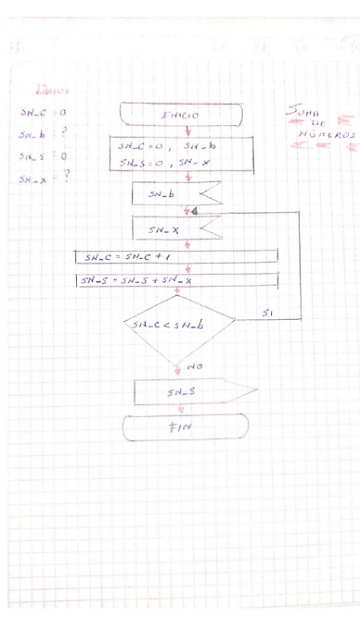 Datos
SN_C = 0
SN_b = ?
SN_S = 0
SN_x = ?
SUMA
DE
NÚMEROS
INICIO
SN_C = 0, SN_b
SN_S = 0, SN_X
SN_b
SN_X
SN_C = SN_C + 1
SN_S = SN_S + SN_X
SN_C < SN_b
SI
NO
SN_S
FIN